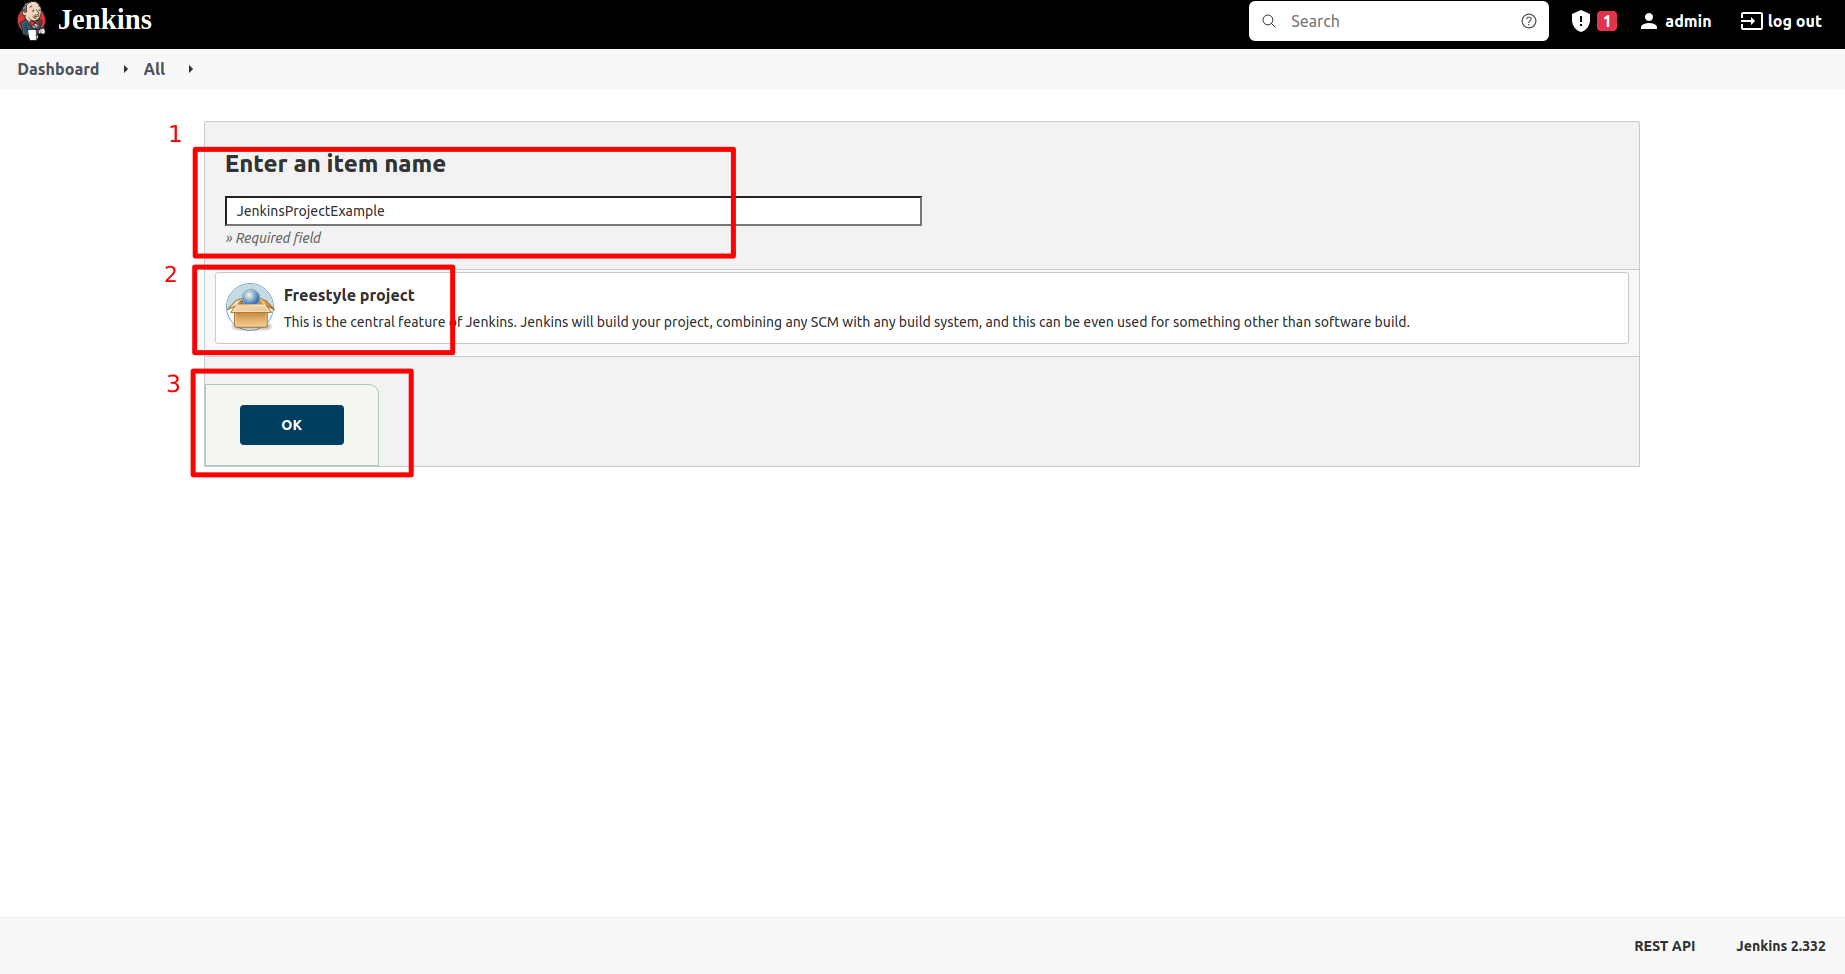 Jenkins
Search
1
admin
log out
Dashboard
All
1
Enter an item name
JenkinsProjectExample
» Required field
2
Freestyle project
This is the central feature of Jenkins. Jenkins will build your project, combining any SCM with any build system, and this can be even used for something other than software build.
3
OK
REST API
Jenkins 2.332